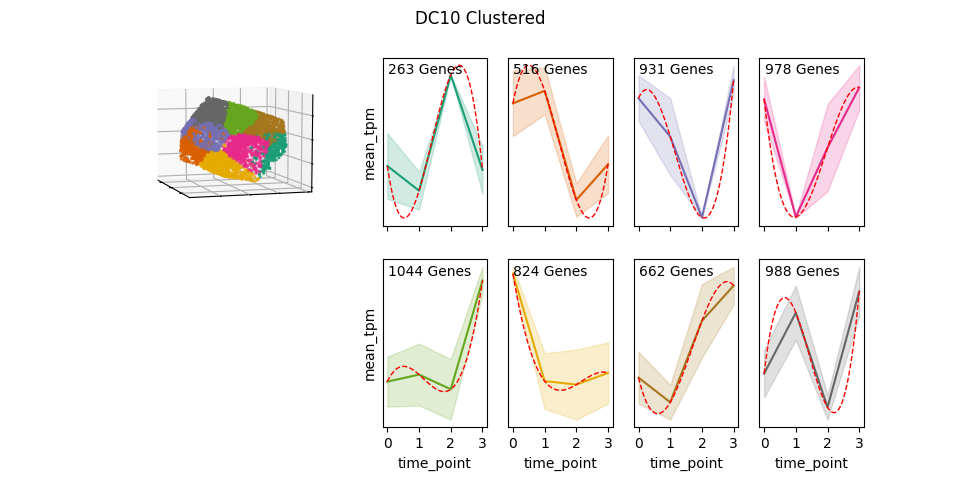 DC10 Clustered
263 Genes
516 Genes
931 Genes
978 Genes
mean_tpm
1044 Genes
824 Genes
662 Genes
988 Genes
mean_tpm
0 1 2 3 0 1 2 3 0 1 2 3 0 1 2 3
time_point time_point time_point time_point